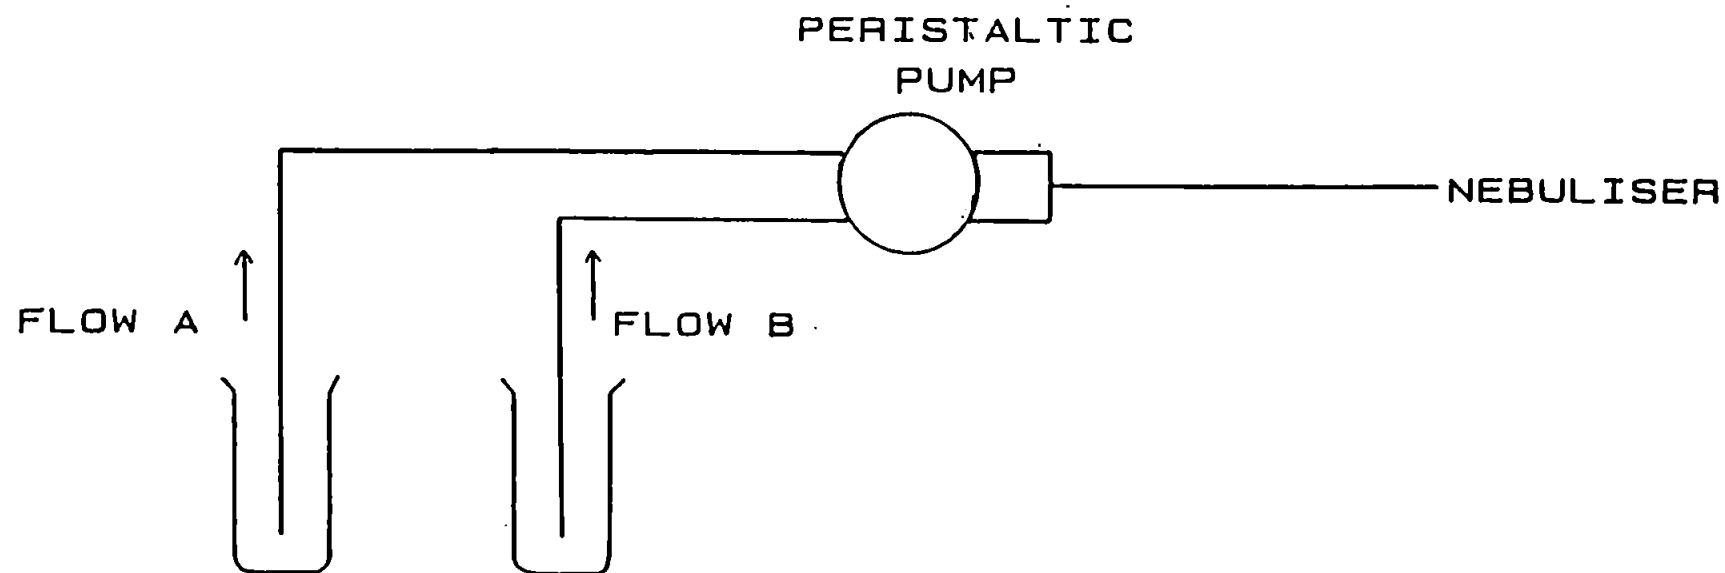 PERISTALTIC
PUMP
NEBULISER
FLOW A
FLOW B